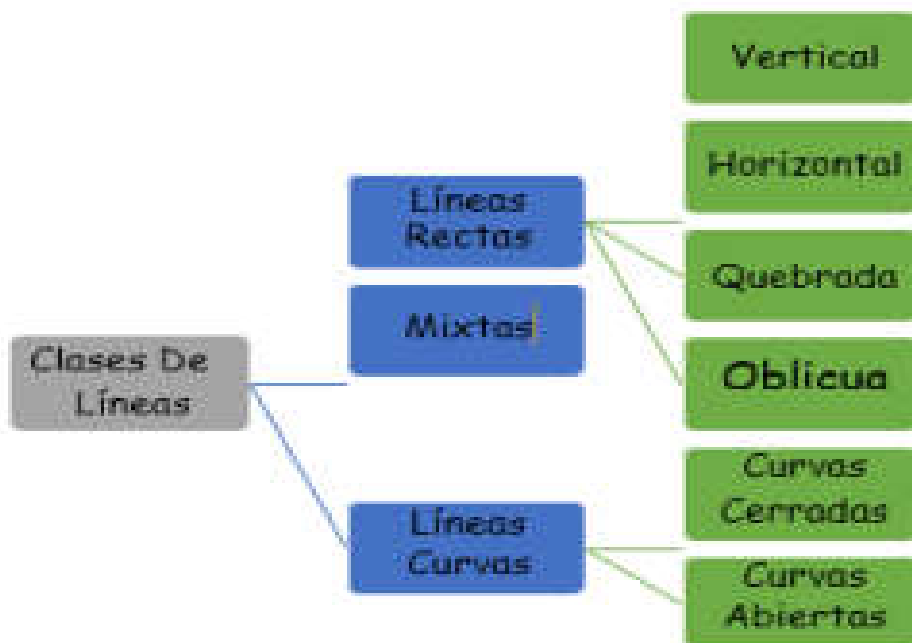 Clases De
Líneas
Líneas
Rectas
Mixtas
Líneas
Curvas
Vertical
Horizontal
Quebrada
Oblicua
Curvas
Cerradas
Curvas
Abiertas